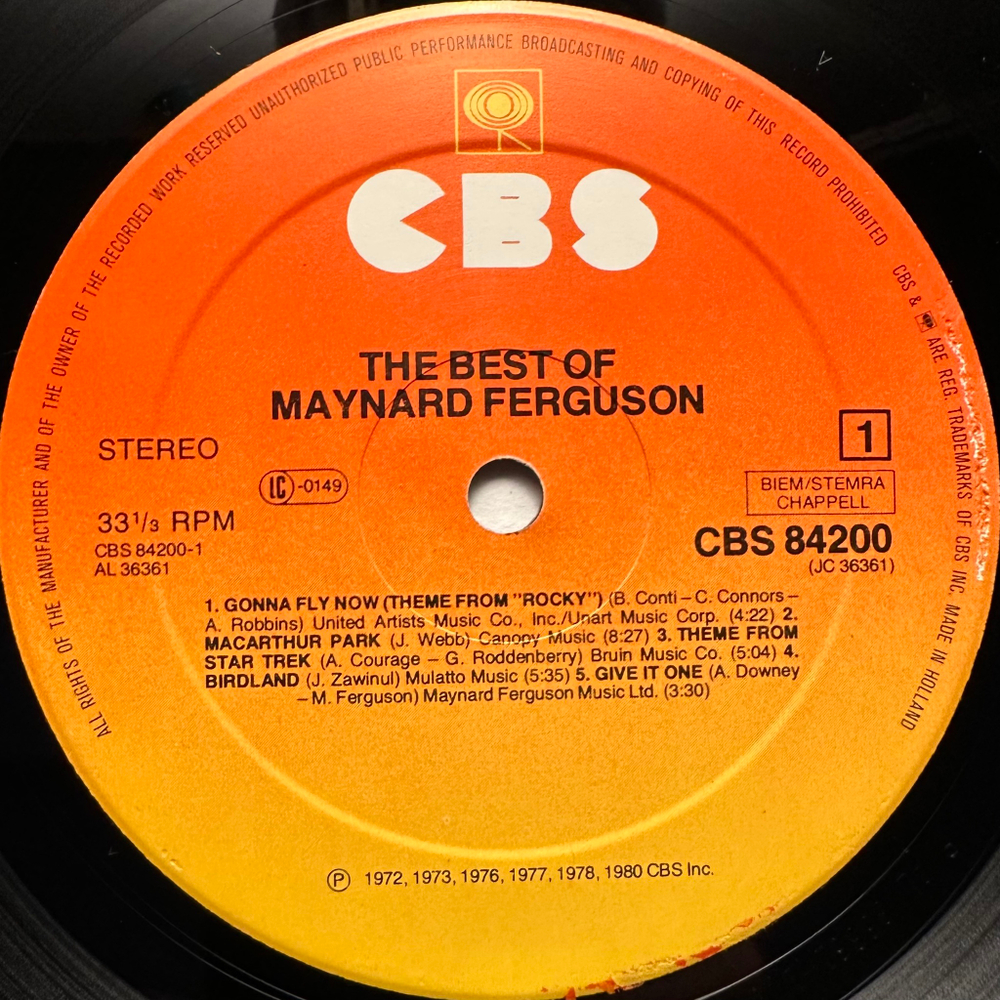 ALL RIGHTS OF THE MANUFACTURER AND OF THE OWNER OF THE RECORDED WORK RESERVED UNAUTHORIZED PUBLIC PERFORMANCE BROADCASTING AND COPYING OF THIS RECORD PROHIBITED
CBS & ARE REG. TRADEMARKS OF CBS INC. MADE IN HOLLAND
CBS
THE BEST OF
MAYNARD FERGUSON
STEREO
1
LC-0149
BIEM/STEMRA
CHAPPELL
33 1/3 RPM
CBS 84200-1
AL 36361
CBS 84200
(JC 36361)
1. GONNA FLY NOW (THEME FROM "ROCKY") (B. Conti – C. Connors –
A. Robbins) United Artists Music Co., Inc./Unart Music Corp. (4:22) 2.
MACARTHUR PARK (J. Webb) Canopy Music (8:27) 3. THEME FROM
STAR TREK (A. Courage – G. Roddenberry) Bruin Music Co. (5:04) 4.
BIRDLAND (J. Zawinul) Mulatto Music (5:35) 5. GIVE IT ONE (A. Downey
– M. Ferguson) Maynard Ferguson Music Ltd. (3:30)
Ⓟ 1972, 1973, 1976, 1977, 1978, 1980 CBS Inc.